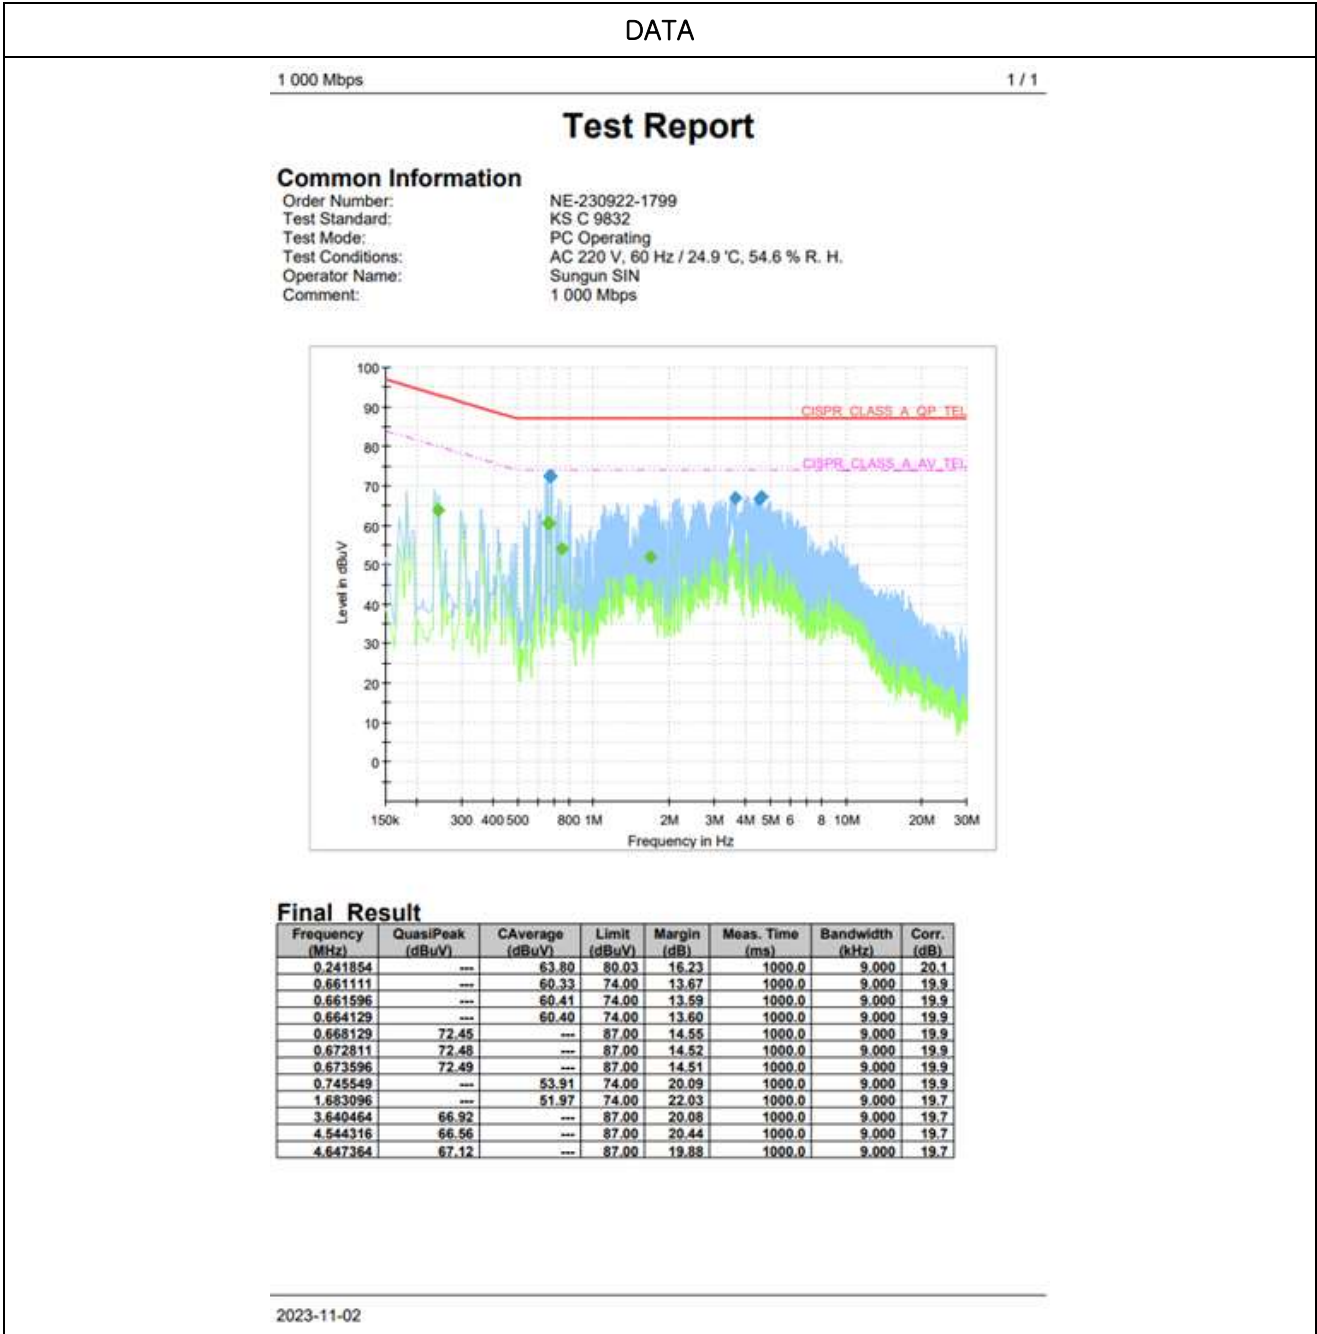 DATA
1 000 Mbps 1 / 1
Test Report
Common Information
Order Number: NE-230922-1799
Test Standard: KS C 9832
Test Mode: PC Operating
Test Conditions: AC 220 V, 60 Hz / 24.9 'C, 54.6 % R. H.
Operator Name: Sungun SIN
Comment: 1 000 Mbps
100
90
80
70
60
50
40
30
20
10
0
Level in dBuV
CISPR_CLASS_A_QP_TEL
CISPR_CLASS_A_AV_TEL
150k 300 400 500 800 1M 2M 3M 4M 5M 6 8 10M 20M 30M
Frequency in Hz
Final_Result
Frequency QuasiPeak CAverage Limit Margin Meas. Time Bandwidth Corr.
(MHz) (dBuV) (dBuV) (dBuV) (dB) (ms) (kHz) (dB)
0.241854 --- 63.80 80.03 16.23 1000.0 9.000 20.1
0.661111 --- 60.33 74.00 13.67 1000.0 9.000 19.9
0.661596 --- 60.41 74.00 13.59 1000.0 9.000 19.9
0.664129 --- 60.40 74.00 13.60 1000.0 9.000 19.9
0.668129 72.45 --- 87.00 14.55 1000.0 9.000 19.9
0.672811 72.48 --- 87.00 14.52 1000.0 9.000 19.9
0.673596 72.49 --- 87.00 14.51 1000.0 9.000 19.9
0.745549 --- 53.91 74.00 20.09 1000.0 9.000 19.9
1.683096 --- 51.97 74.00 22.03 1000.0 9.000 19.7
3.640464 66.92 --- 87.00 20.08 1000.0 9.000 19.7
4.544316 66.56 --- 87.00 20.44 1000.0 9.000 19.7
4.647364 67.12 --- 87.00 19.88 1000.0 9.000 19.7
2023-11-02